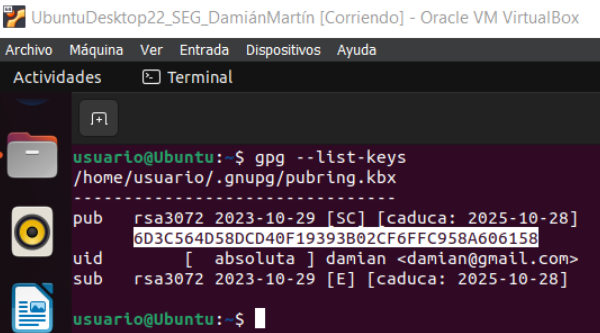 UbuntuDesktop22_SEG_DamiánMartín [Corriendo] - Oracle VM VirtualBox
Archivo Máquina Ver Entrada Dispositivos Ayuda
Actividades Terminal
usuario@Ubuntu:~$ gpg --list-keys
/home/usuario/.gnupg/pubring.kbx
--------------------------------
pub rsa3072 2023-10-29 [SC] [caduca: 2025-10-28]
6D3C564D58DCD40F19393B02CF6FFC958A606158
uid [ absoluta ] damian <damian@gmail.com>
sub rsa3072 2023-10-29 [E] [caduca: 2025-10-28]
usuario@Ubuntu:~$